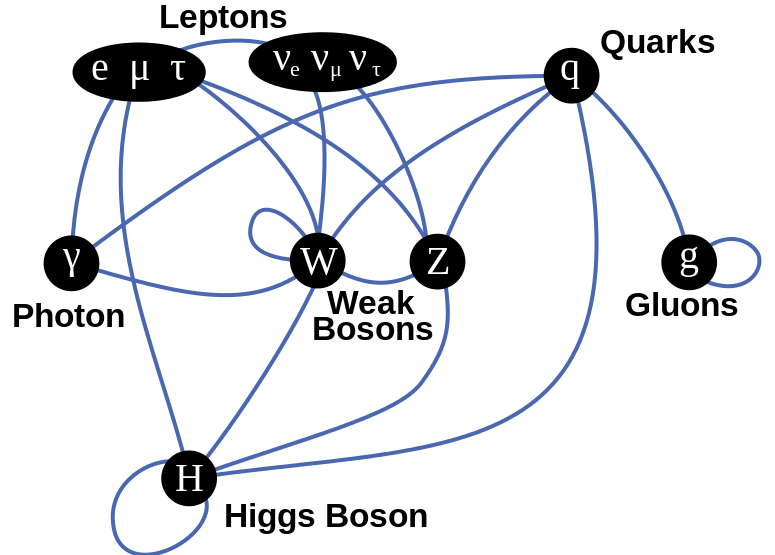 Leptons
e μ τ
νe νμ ντ
q
Quarks
γ
W
Z
g
Photon
Weak
Bosons
Gluons
H
Higgs Boson